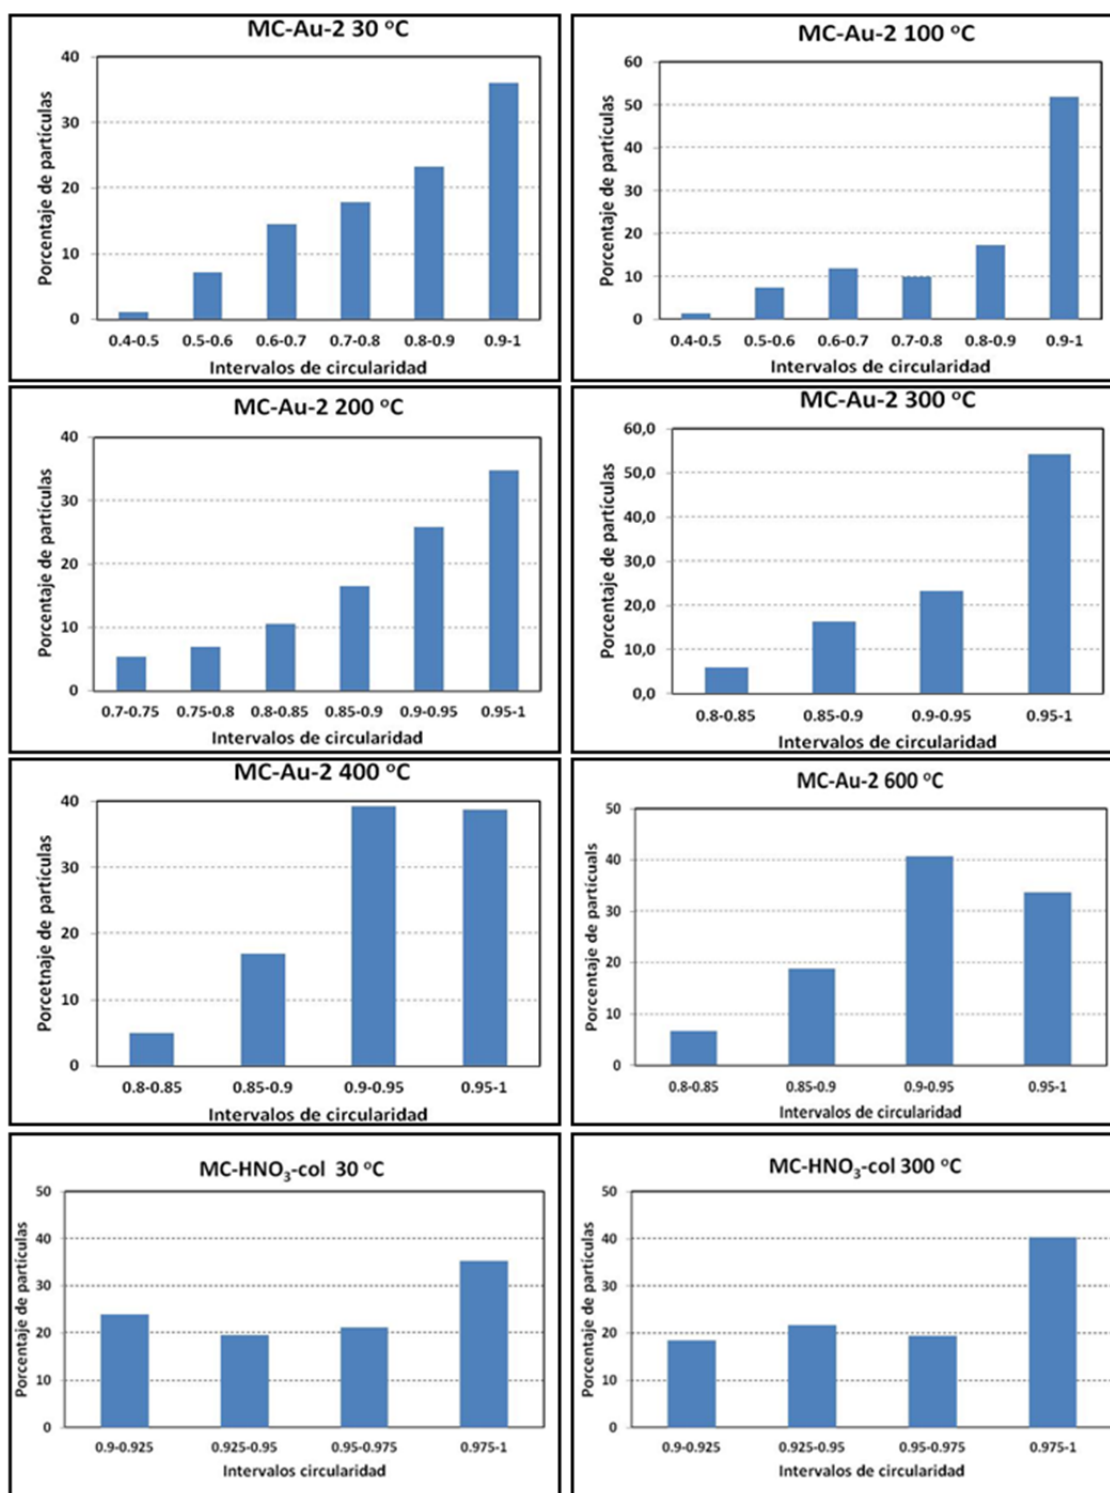 MC-Au-2 30 ºC
Porcentaje de partículas
40
30
20
10
0
0.4-0.5 0.5-0.6 0.6-0.7 0.7-0.8 0.8-0.9 0.9-1
Intervalos de circularidad
MC-Au-2 100 ºC
Porcentaje de partículas
60
50
40
30
20
10
0
0.4-0.5 0.5-0.6 0.6-0.7 0.7-0.8 0.8-0.9 0.9-1
Intervalos de circularidad
MC-Au-2 200 ºC
Porcentaje de partículas
40
30
20
10
0
0.7-0.75 0.75-0.8 0.8-0.85 0.85-0.9 0.9-0.95 0.95-1
Intervalos de circularidad
MC-Au-2 300 ºC
Porcentaje de partículas
60,0
50,0
40,0
30,0
20,0
10,0
0,0
0.8-0.85 0.85-0.9 0.9-0.95 0.95-1
Intervalos de circularidad
MC-Au-2 400 ºC
Porcetnaje de partículas
40
30
20
10
0
0.8-0.85 0.85-0.9 0.9-0.95 0.95-1
Intervalos de circularidad
MC-Au-2 600 ºC
Porcentaje de partícuals
50
40
30
20
10
0
0.8-0.85 0.85-0.9 0.9-0.95 0.95-1
Intervalos de circularidad
MC-HNO₃-col 30 ºC
Porcentaje de partículas
50
40
30
20
10
0
0.9-0.925 0.925-0.95 0.95-0.975 0.975-1
Intervalos circularidad
MC-HNO₃-col 300 ºC
Porcentaje de partículas
50
40
30
20
10
0
0.9-0.925 0.925-0.95 0.95-0.975 0.975-1
Intervalos de circularidad